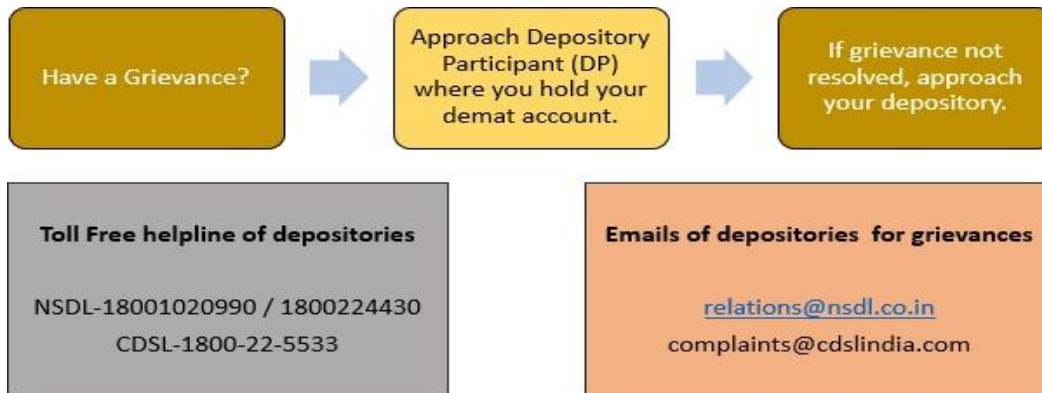 Have a Grievance?
Approach Depository
Participant (DP)
where you hold your
demat account.
If grievance not
resolved, approach
your depository.
Toll Free helpline of depositories
NSDL-18001020990 / 1800224430
CDSL-1800-22-5533
Emails of depositories for grievances
relations@nsdl.co.in
complaints@cdslindia.com